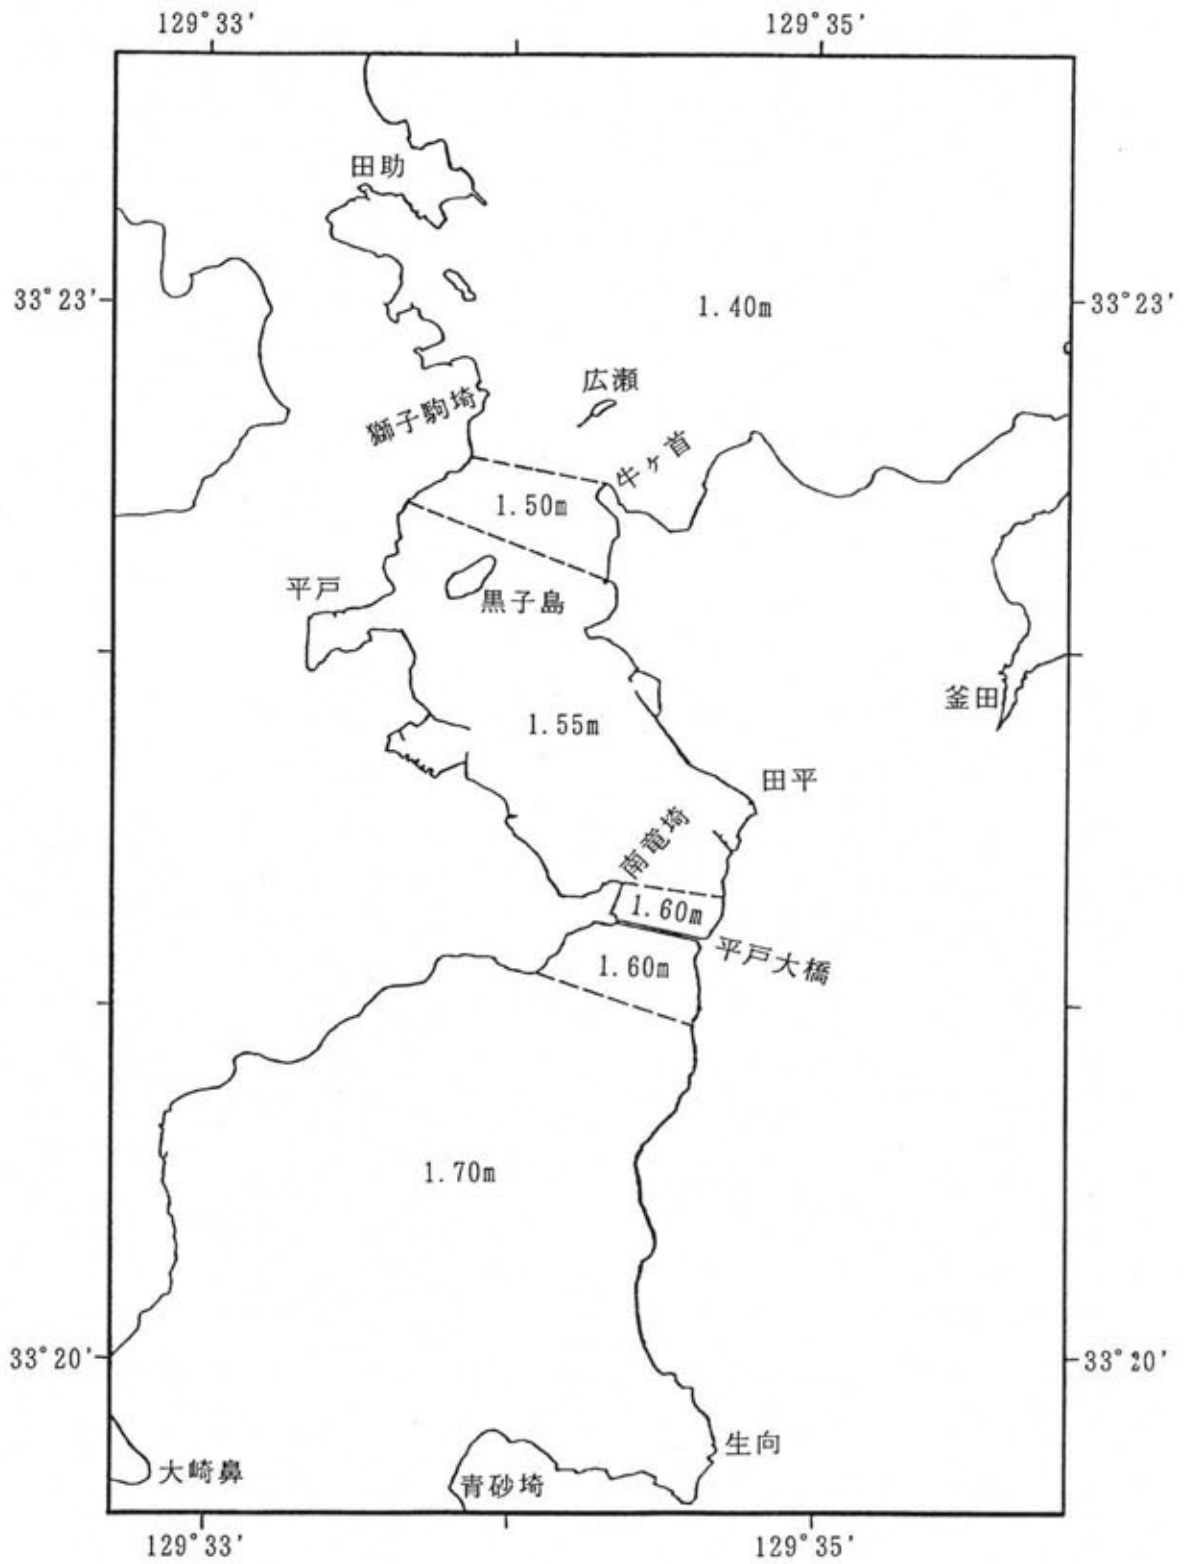 129°33'
129°35'
田助
33°23'
1.40m
33°23'
広瀬
獅子駒埼
牛ヶ首
1.50m
平戸
黒子島
釜田
1.55m
田平
南竜埼
1.60m
平戸大橋
1.60m
1.70m
33°20'
33°20'
生向
大崎鼻
青砂埼
129°33'
129°35'